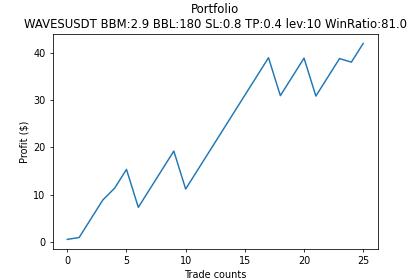 Portfolio
WAVESUSDT BBM:2.9 BBL:180 SL:0.8 TP:0.4 lev:10 WinRatio:81.0
40
30
20
10
0
Profit ($)
0 5 10 15 20 25
Trade counts